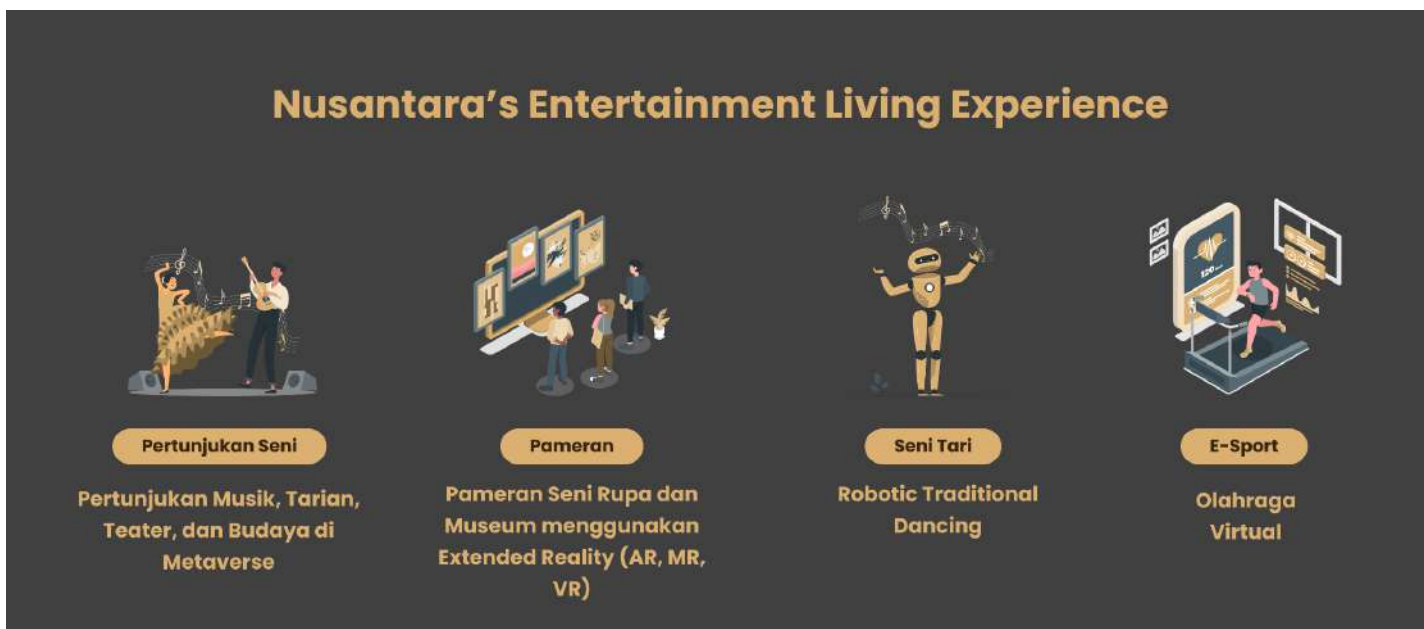 Nusantara’s Entertainment Living Experience
Pertunjukan Seni
Pertunjukan Musik, Tarian,
Teater, dan Budaya di
Metaverse
Pameran
Pameran Seni Rupa dan
Museum menggunakan
Extended Reality (AR, MR,
VR)
Seni Tari
Robotic Traditional
Dancing
120
E-Sport
Olahraga
Virtual